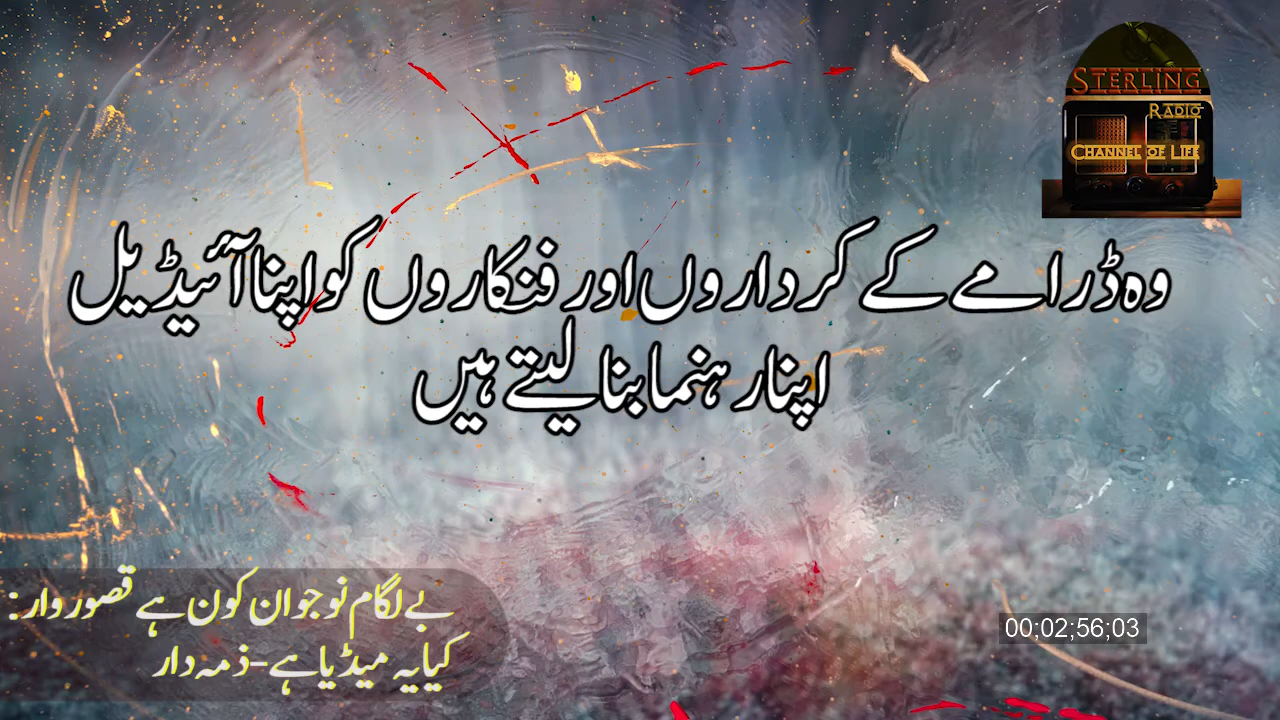 STERLING
RADIO
CHANNEL OF LIFE
وہ ڈرامے کے کرداروں اور فنکاروں کو اپنا آئیڈیل
اپنا رہنما بنا لیتے ہیں
بے لگام نوجوان کون ہے قصوروار:
کیا یہ میڈیا ہے-ذمہ دار
00:02;56;03